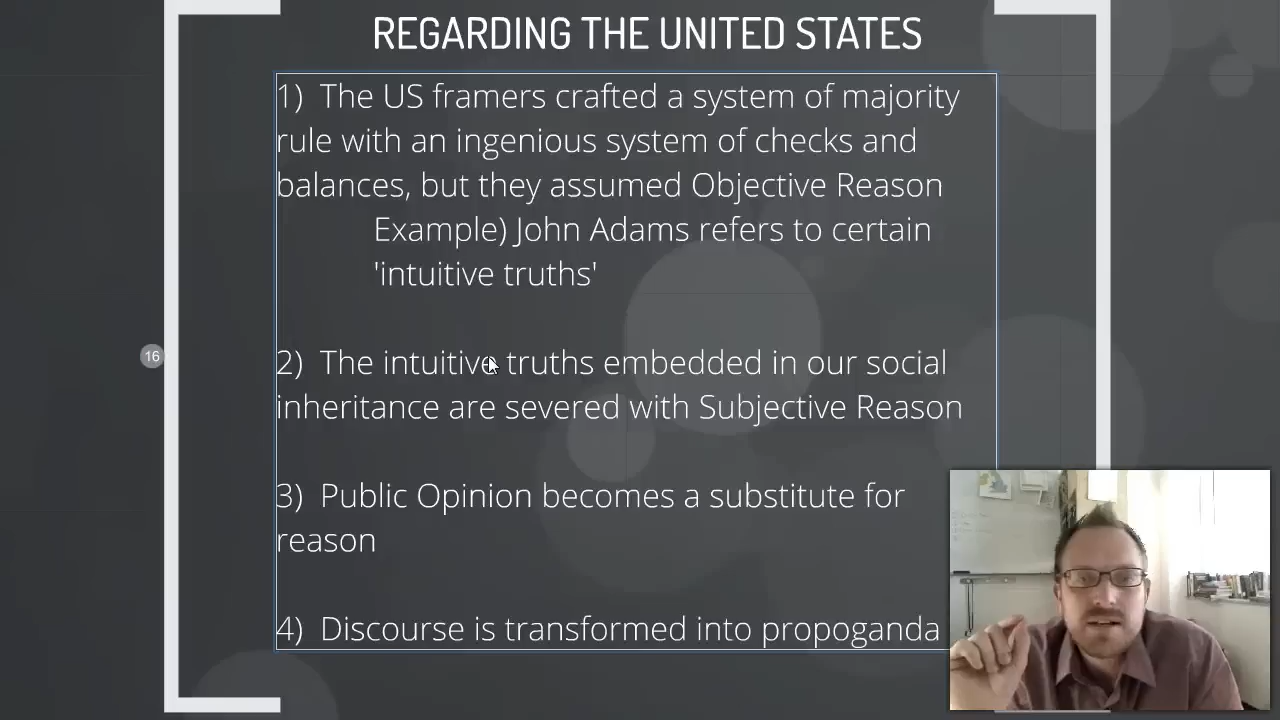 REGARDING THE UNITED STATES
1) The US framers crafted a system of majority
rule with an ingenious system of checks and
balances, but they assumed Objective Reason
Example) John Adams refers to certain
'intuitive truths'
16
2) The intuitive truths embedded in our social
inheritance are severed with Subjective Reason
3) Public Opinion becomes a substitute for
reason
4) Discourse is transformed into propoganda